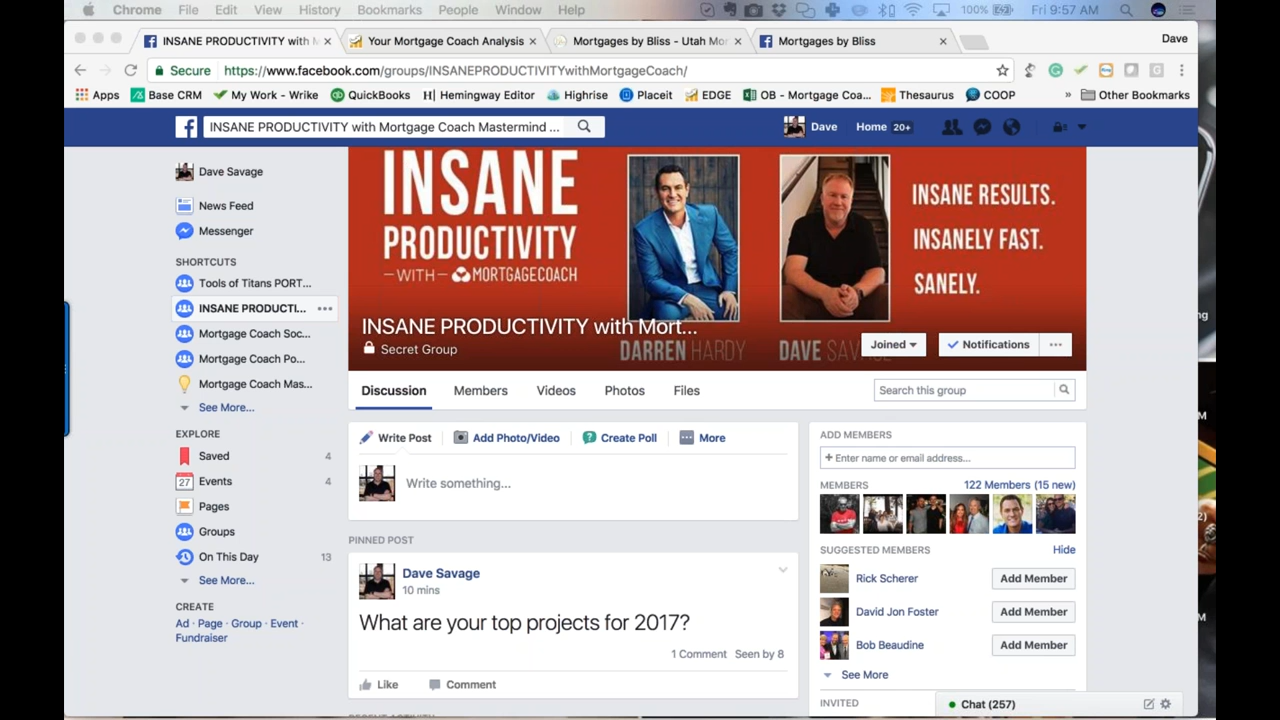 Chrome File Edit View History Bookmarks People Window Help 100% Fri 9:57 AM
INSANE PRODUCTIVITY with M
Your Mortgage Coach Analysis
Mortgages by Bliss - Utah Mor
Mortgages by Bliss
Dave
Secure https://www.facebook.com/groups/INSANEPRODUCTIVITYwithMortgageCoach/
Apps Base CRM My Work - Wrike QuickBooks Hemingway Editor Highrise Placeit EDGE OB - Mortgage Coa... Thesaurus COOP » Other Bookmarks
INSANE PRODUCTIVITY with Mortgage Coach Mastermind ...
Dave Home 20+
Dave Savage
News Feed
Messenger
SHORTCUTS
Tools of Titans PORT...
INSANE PRODUCTI...
Mortgage Coach Soc...
Mortgage Coach Po...
Mortgage Coach Mas...
See More...
EXPLORE
Saved 4
27 Events 4
Pages
Groups
On This Day 13
See More...
CREATE
Ad · Page · Group · Event ·
Fundraiser
INSANE
PRODUCTIVITY
WITH MORTGAGECOACH
INSANE RESULTS.
INSANELY FAST.
SANELY.
DARREN HARDY
DAVE SAV
INSANE PRODUCTIVITY with Mort...
Secret Group
Joined
Notifications
Discussion Members Videos Photos Files
Search this group
Write Post Add Photo/Video Create Poll More
Write something...
PINNED POST
Dave Savage
10 mins
What are your top projects for 2017?
1 Comment Seen by 8
Like Comment
ADD MEMBERS
+ Enter name or email address...
MEMBERS 122 Members (15 new)
SUGGESTED MEMBERS Hide
Rick Scherer Add Member
David Jon Foster Add Member
Bob Beaudine Add Member
See More
INVITED
Chat (257)